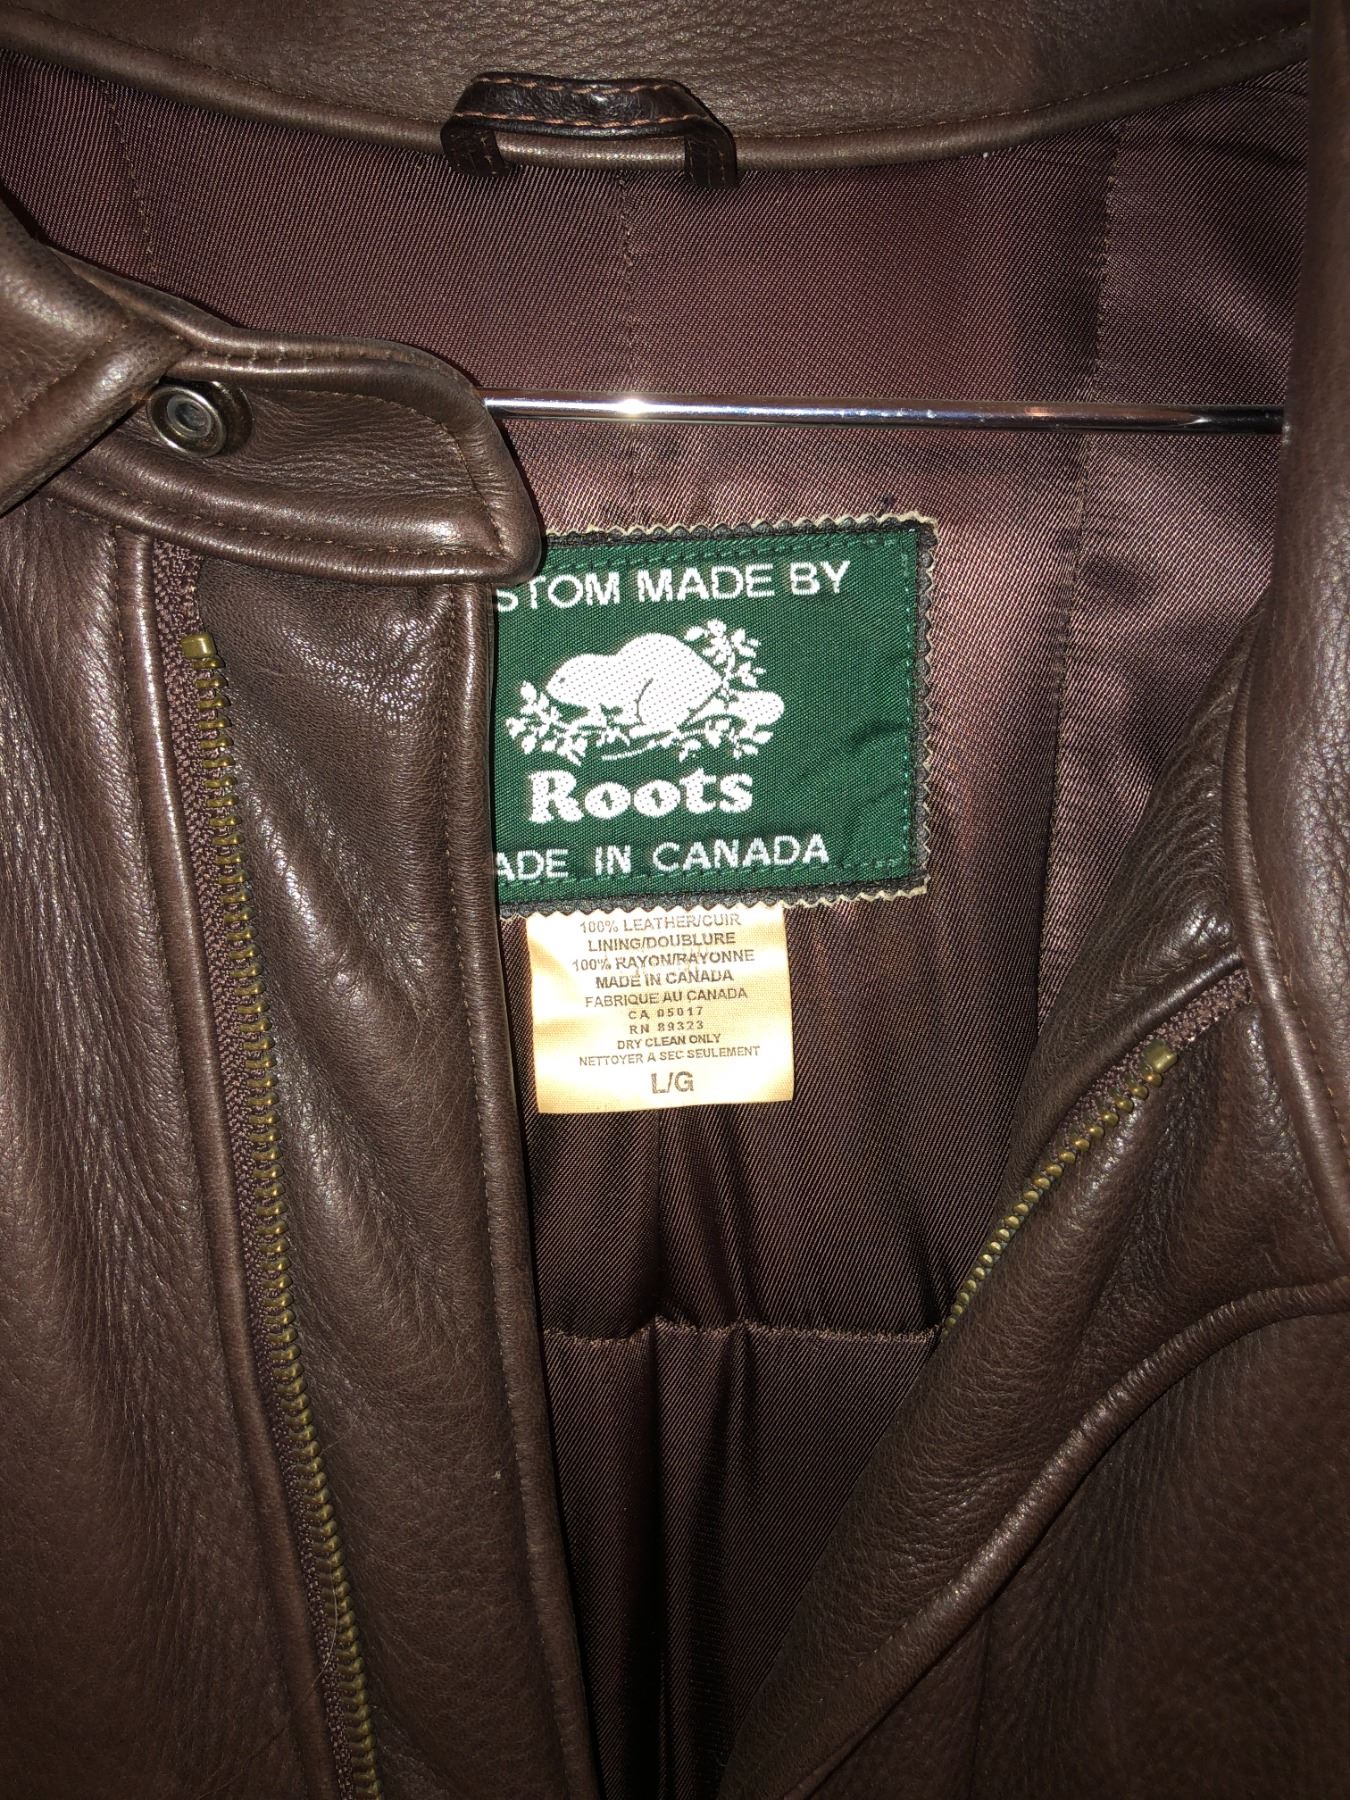 STOM MADE BY
Roots
ADE IN CANADA
100% LEATHER/CUIR
LINING/DOUBLURE
100% RAYON/RAYONNE
MADE IN CANADA
FABRIQUE AU CANADA
CA 05017
RN 89323
DRY CLEAN ONLY
NETTOYER A SEC SEULEMENT
L/G